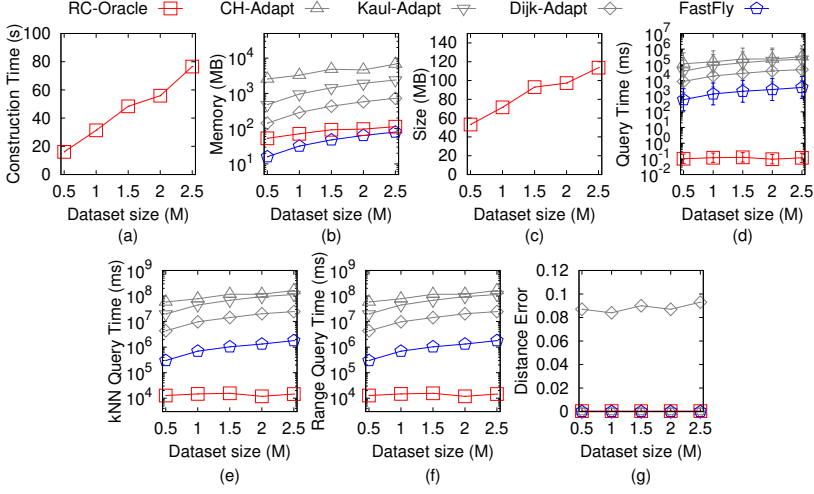 RC-Oracle CH-Adapt Kaul-Adapt Dijk-Adapt FastFly
Construction Time (s)
100
80
60
40
20
0
0.5 1 1.5 2 2.5
Dataset size (M)
(a)
Memory (MB)
10^4
10^3
10^2
10^1
0.5 1 1.5 2 2.5
Dataset size (M)
(b)
Size (MB)
140
120
100
80
60
40
20
0
0.5 1 1.5 2 2.5
Dataset size (M)
(c)
Query Time (ms)
10^7
10^6
10^5
10^4
10^3
10^2
10^1
10^0
10^-1
10^-2
0.5 1 1.5 2 2.5
Dataset size (M)
(d)
kNN Query Time (ms)
10^9
10^8
10^7
10^6
10^5
10^4
0.5 1 1.5 2 2.5
Dataset size (M)
(e)
Range Query Time (ms)
10^9
10^8
10^7
10^6
10^5
10^4
0.5 1 1.5 2 2.5
Dataset size (M)
(f)
Distance Error
0.12
0.1
0.08
0.06
0.04
0.02
0
0.5 1 1.5 2 2.5
Dataset size (M)
(g)